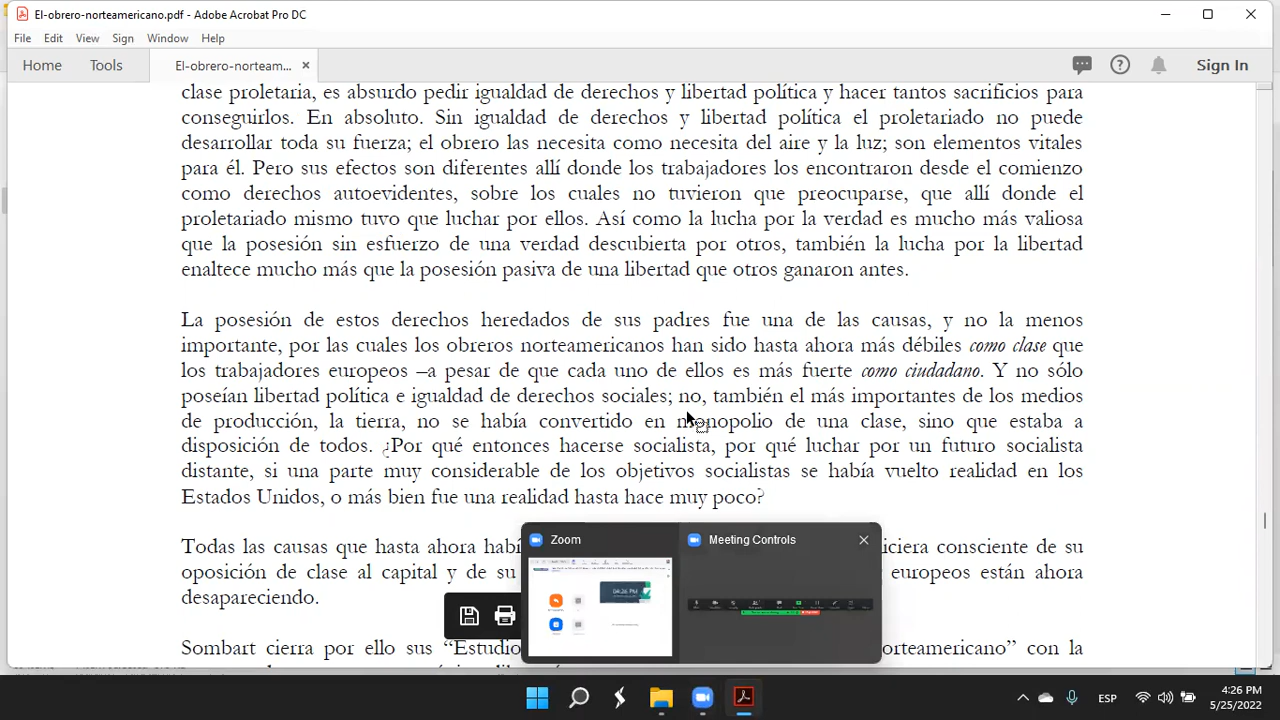 El-obrero-norteamericano.pdf - Adobe Acrobat Pro DC
File Edit View Sign Window Help
Home Tools El-obrero-norteam... × Sign In
clase proletaria, es absurdo pedir igualdad de derechos y libertad política y hacer tantos sacrificios para
conseguirlos. En absoluto. Sin igualdad de derechos y libertad política el proletariado no puede
desarrollar toda su fuerza; el obrero las necesita como necesita del aire y la luz; son elementos vitales
para él. Pero sus efectos son diferentes allí donde los trabajadores los encontraron desde el comienzo
como derechos autoevidentes, sobre los cuales no tuvieron que preocuparse, que allí donde el
proletariado mismo tuvo que luchar por ellos. Así como la lucha por la verdad es mucho más valiosa
que la posesión sin esfuerzo de una verdad descubierta por otros, también la lucha por la libertad
enaltece mucho más que la posesión pasiva de una libertad que otros ganaron antes.
La posesión de estos derechos heredados de sus padres fue una de las causas, y no la menos
importante, por las cuales los obreros norteamericanos han sido hasta ahora más débiles como clase que
los trabajadores europeos –a pesar de que cada uno de ellos es más fuerte como ciudadano. Y no sólo
poseían libertad política e igualdad de derechos sociales; no, también el más importantes de los medios
de producción, la tierra, no se había convertido en monopolio de una clase, sino que estaba a
disposición de todos. ¿Por qué entonces hacerse socialista, por qué luchar por un futuro socialista
distante, si una parte muy considerable de los objetivos socialistas se había vuelto realidad en los
Estados Unidos, o más bien fue una realidad hasta hace muy poco?
Zoom Meeting Controls
Todas las causas que hasta ahora habí iciera consciente de su
oposición de clase al capital y de su europeos están ahora
desapareciendo.
04:26 PM
Sombart cierra por ello sus “Estudio orteamericano” con la
ESP
4:26 PM
5/25/2022